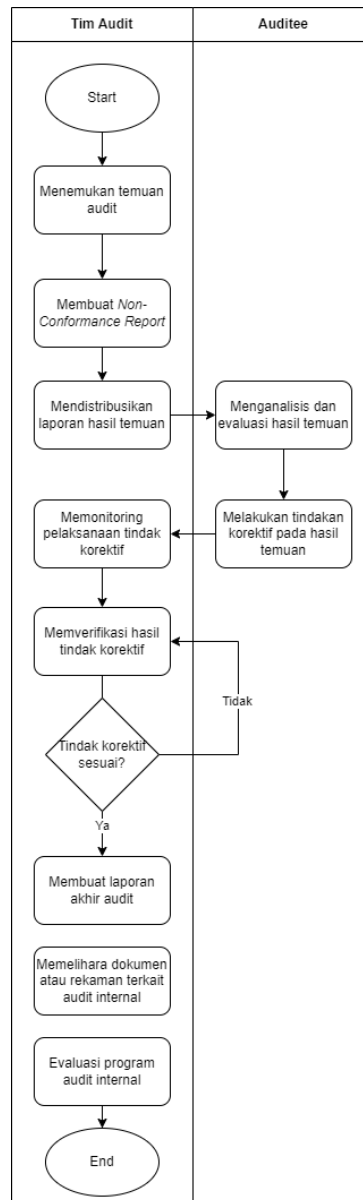 Tim Audit
Auditee
Start
Menemukan temuan
audit
Membuat Non-
Conformance Report
Mendistribusikan
laporan hasil temuan
Menganalisis dan
evaluasi hasil temuan
Memonitoring
pelaksanaan tindak
korektif
Melakukan tindakan
korektif pada hasil
temuan
Memverifikasi hasil
tindak korektif
Tidak
Tindak korektif
sesuai?
Ya
Membuat laporan
akhir audit
Memelihara dokumen
atau rekaman terkait
audit internal
Evaluasi program
audit internal
End